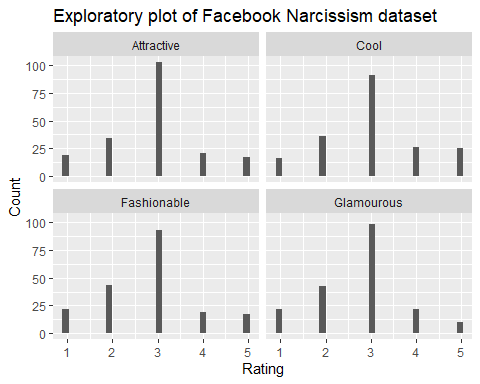 Exploratory plot of Facebook Narcissism dataset
Attractive
Cool
100
75
50
25
0
Fashionable
Glamourous
100
75
50
25
0
Count
1 2 3 4 5
1 2 3 4 5
Rating